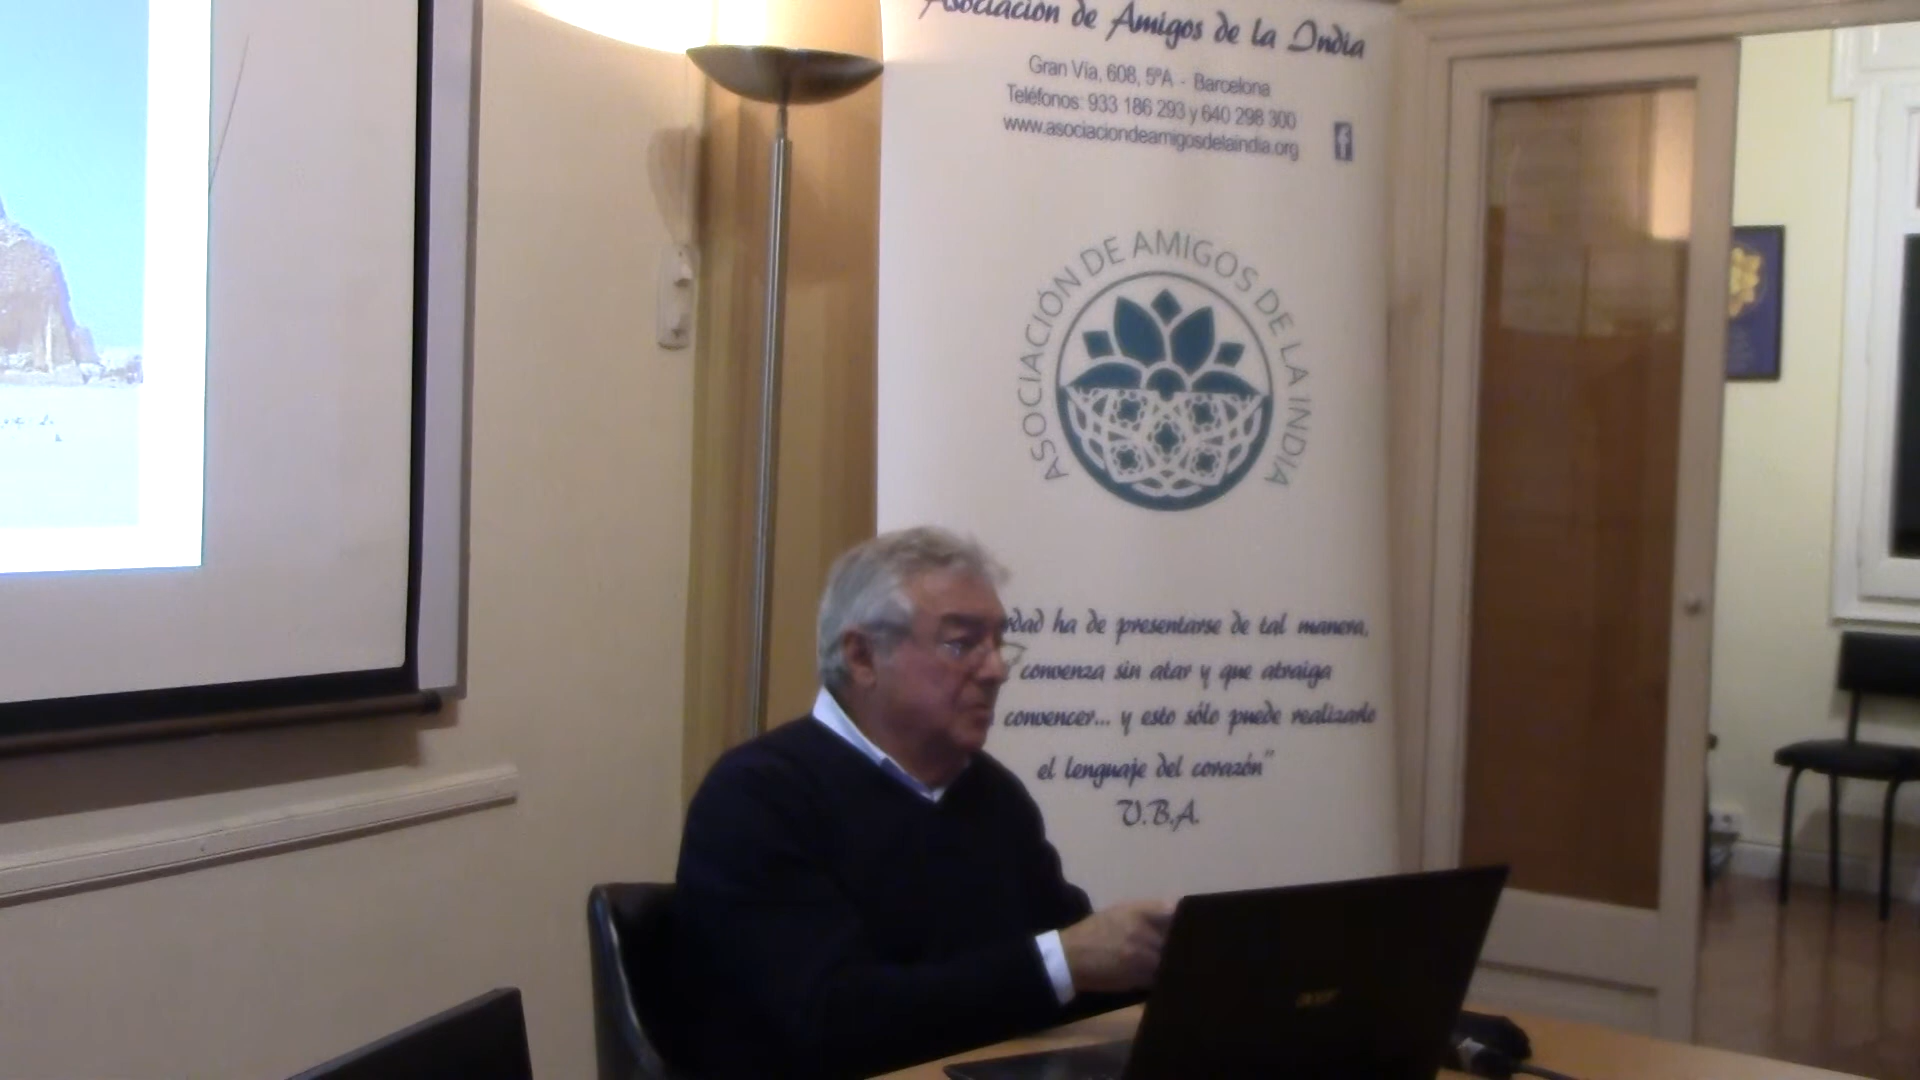 Asociación de Amigos de la India
Gran Vía, 608, 5ºA - Barcelona
Teléfonos: 933 186 293 y 640 298 300
www.asociaciondeamigosdelaindia.org
f
ASOCIACIÓN DE AMIGOS DE LA INDIA
rdad ha de presentarse de tal manera,
convenza sin atar y que atraiga
convencer... y esto sólo puede realizarlo
el lenguaje del corazón"
V.B.A.
acer